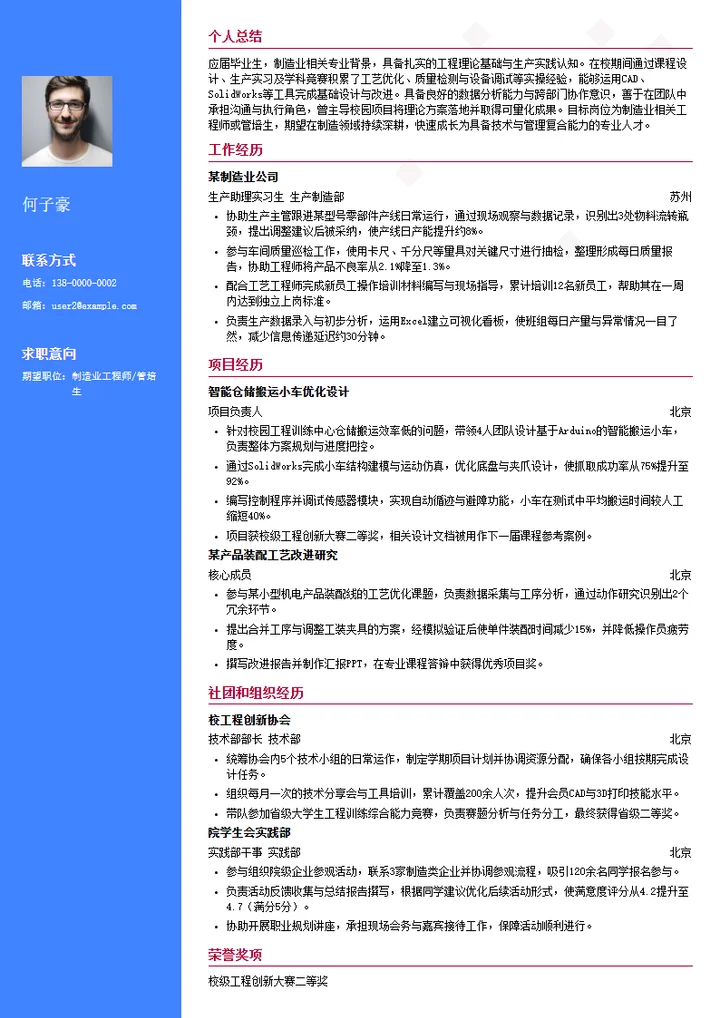 何子豪
联系方式
电话：138-0000-0002
邮箱：user2@example.com
求职意向
期望职位：制造业工程师/管培
生
个人总结
应届毕业生，制造业相关专业背景，具备扎实的工程理论基础与生产实践认知。在校期间通过课程设
计、生产实习及学科竞赛积累了工艺优化、质量检测与设备调试等实操经验，能够运用CAD、
SolidWorks等工具完成基础设计与改进。具备良好的数据分析能力与跨部门协作意识，善于在团队中
承担沟通与执行角色，曾主导校园项目将理论方案落地并取得可量化成果。目标岗位为制造业相关工
程师或管培生，期望在制造领域持续深耕，快速成长为具备技术与管理复合能力的专业人才。
工作经历
某制造业公司
生产助理实习生 生产制造部 苏州
• 协助生产主管跟进某型号零部件产线日常运行，通过现场观察与数据记录，识别出3处物料流转瓶
颈，提出调整建议后被采纳，使产线日产能提升约8%。
• 参与车间质量巡检工作，使用卡尺、千分尺等量具对关键尺寸进行抽检，整理形成每日质量报
告，协助工程师将产品不良率从2.1%降至1.3%。
• 配合工艺工程师完成新员工操作培训材料编写与现场指导，累计培训12名新员工，帮助其在一周
内达到独立上岗标准。
• 负责生产数据录入与初步分析，运用Excel建立可视化看板，使班组每日产量与异常情况一目了
然，减少信息传递延迟约30分钟。
项目经历
智能仓储搬运小车优化设计
项目负责人 北京
• 针对校园工程训练中心仓储搬运效率低的问题，带领4人团队设计基于Arduino的智能搬运小车，
负责整体方案规划与进度把控。
• 通过SolidWorks完成小车结构建模与运动仿真，优化底盘与夹爪设计，使抓取成功率从75%提升至
92%。
• 编写控制程序并调试传感器模块，实现自动循迹与避障功能，小车在测试中平均搬运时间较人工
缩短40%。
• 项目获校级工程创新大赛二等奖，相关设计文档被用作下一届课程参考案例。
某产品装配工艺改进研究
核心成员 北京
• 参与某小型机电产品装配线的工艺优化课题，负责数据采集与工序分析，通过动作研究识别出2个
冗余环节。
• 提出合并工序与调整工装夹具的方案，经模拟验证后使单件装配时间减少15%，并降低操作员疲劳
度。
• 撰写改进报告并制作汇报PPT，在专业课程答辩中获得优秀项目奖。
社团和组织经历
校工程创新协会
技术部部长 技术部 北京
• 统筹协会内5个技术小组的日常运作，制定学期项目计划并协调资源分配，确保各小组按期完成设
计任务。
• 组织每月一次的技术分享会与工具培训，累计覆盖200余人次，提升会员CAD与3D打印技能水平。
• 带队参加省级大学生工程训练综合能力竞赛，负责赛题分析与任务分工，最终获得省级二等奖。
院学生会实践部
实践部干事 实践部 北京
• 参与组织院级企业参观活动，联系3家制造类企业并协调参观流程，吸引120余名同学报名参与。
• 负责活动反馈收集与总结报告撰写，根据同学建议优化后续活动形式，使满意度评分从4.2提升至
4.7（满分5分）。
• 协助开展职业规划讲座，承担现场会务与嘉宾接待工作，保障活动顺利进行。
荣誉奖项
校级工程创新大赛二等奖